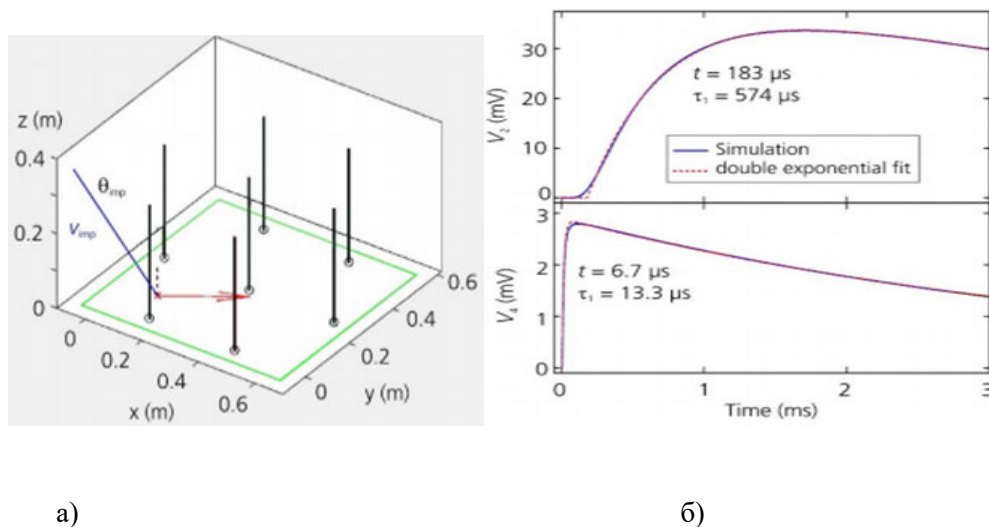 z (m)
0.4
0.2
0
θimp
vimp
0
0.2
0.4
0.6
x (m)
0
0.2
0.4
0.6
y (m)
30
20
10
0
V2 (mV)
t = 183 µs
τ1 = 574 µs
Simulation
double exponential fit
3
2
1
0
V4 (mV)
t = 6.7 µs
τ1 = 13.3 µs
0
1
2
3
Time (ms)
а)
б)